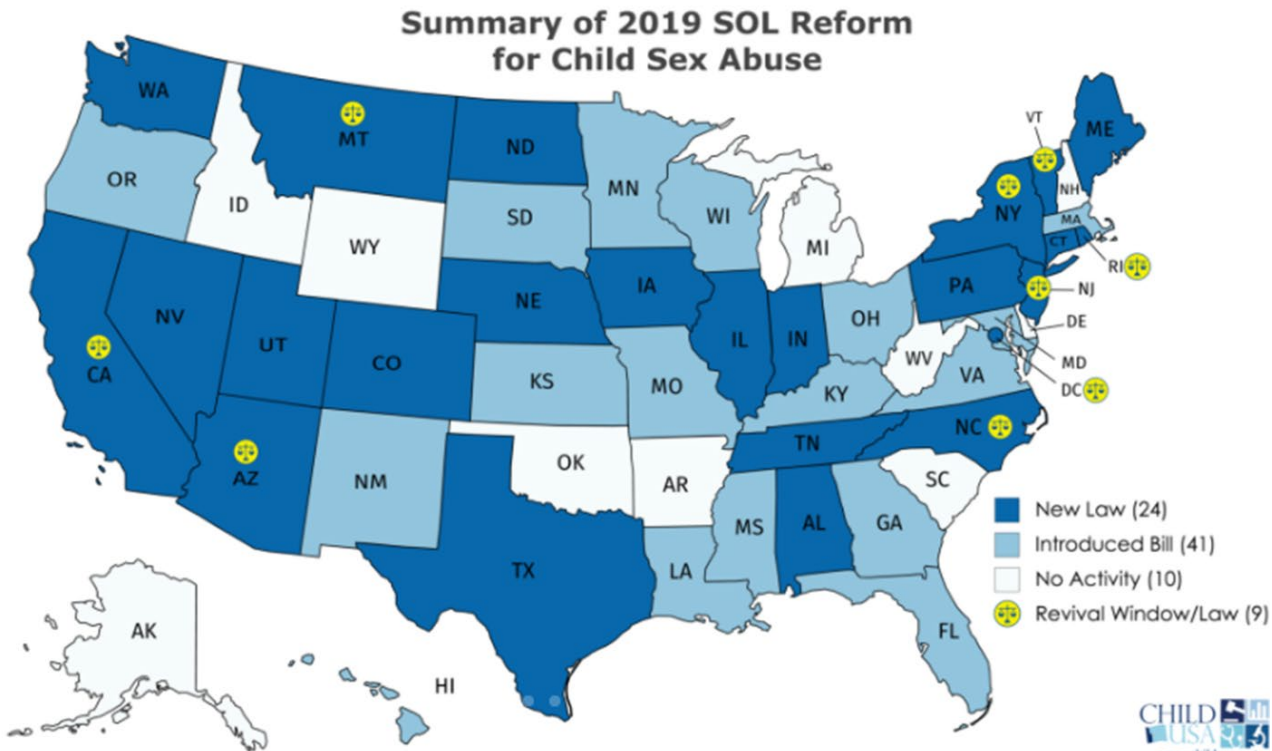 Summary of 2019 SOL Reform
for Child Sex Abuse
WA
MT
ND
MN
VT
ME
OR
ID
SD
WI
NY
NH
WY
MI
MA
CT
RI
NE
IA
PA
NJ
NV
UT
CO
IL
IN
OH
DE
CA
KS
MO
WV
VA
MD
KY
DC
AZ
NM
OK
AR
TN
NC
SC
MS
AL
GA
TX
LA
FL
AK
HI
New Law (24)
Introduced Bill (41)
No Activity (10)
Revival Window/Law (9)
CHILD
USA